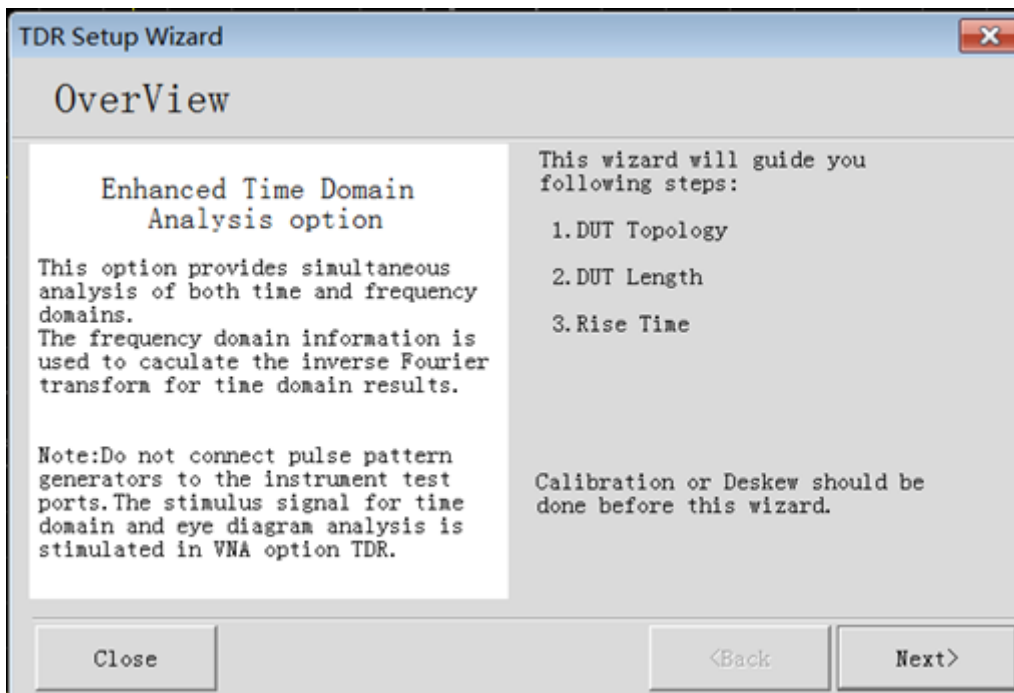 TDR Setup Wizard
OverView
Enhanced Time Domain
Analysis option
This option provides simultaneous
analysis of both time and frequency
domains.
The frequency domain information is
used to caculate the inverse Fourier
transform for time domain results.
Note:Do not connect pulse pattern
generators to the instrument test
ports.The stimulus signal for time
domain and eye diagram analysis is
stimulated in VNA option TDR.
This wizard will guide you
following steps:
1.DUT Topology
2.DUT Length
3.Rise Time
Calibration or Deskew should be
done before this wizard.
Close
<Back
Next>